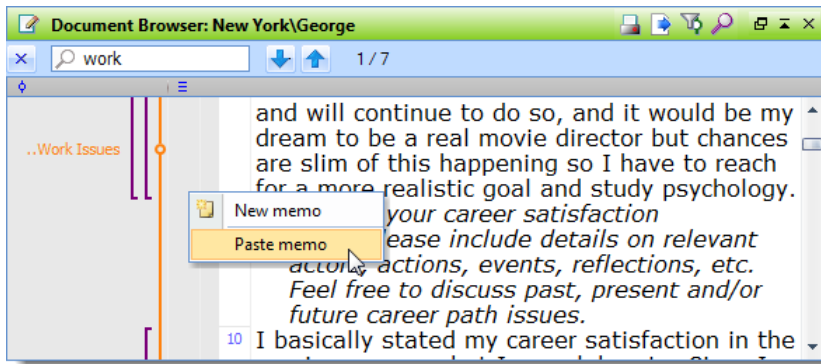 Document Browser: New York\George
work
1/7
and will continue to do so, and it would be my
..Work Issues
dream to be a real movie director but chances
are slim of this happening so I have to reach
for a more realistic goal and study psychology.
New memo
your career satisfaction
Paste memo
ease include details on relevant
actors, actions, events, reflections, etc.
Feel free to discuss past, present and/or
future career path issues.
10 I basically stated my career satisfaction in the